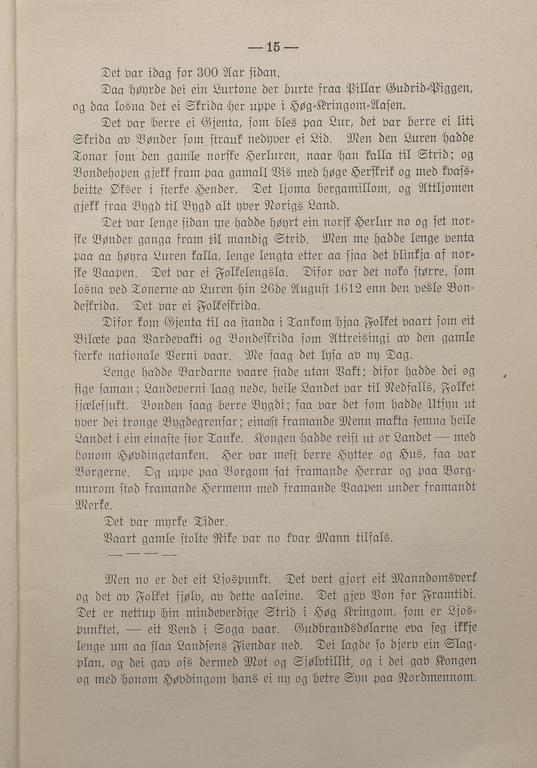 — 15 —
Det var idag for 300 Aar sidan.
Daa høyrde dei ein Lurtone der burte fraa Pillar Gudrid-Piggen,
og daa losna det ei Skrida her uppe i Høg-Kringom-Aasen.
Det var berre ei Gjenta, som bles paa Lur, det var berre ei liti
Skrida av Bønder som strauk nedyver ei Lid. Men den Luren hadde
Tonar som den gamle norske Herluren, naar han kalla til Strid; og
Bondehopen gjekk fram paa gamall Vis med høge Herskrik og med kvass-
beitte Økser i sterke Hender. Det ljoma bergamillom, og Attljomen
gjekk fraa Bygd til Bygd alt yver Norigs Land.
Det var lenge sidan me hadde høyrt ein norsk Herlur no og set nor-
ske Bønder ganga fram til mandig Strid. Men me hadde lenge venta
paa aa høyra Luren kalla, lenge lengta etter aa sjaa det blinkja af nor-
ske Vaapen. Det var ei Folkelengsla. Difor var det noko større, som
losna ved Tonerne av Luren hin 26de August 1612 enn den vesle Bon-
deskrida. Det var ei Folkeskrida.
Difor kom Gjenta til aa standa i Tankom hjaa Folket vaart som eit
Bilæte paa Vardevakti og Bondeskrida som Attreisingi av den gamle
sterke nationale Verni vaar. Me saag det lysa av ny Dag.
Lenge hadde Vardarne vaare stade utan Vakt; difor hadde dei og
sige saman; Landeverni laag nede, heile Landet var til Nedfalls, Folket
sjælesjukt. Bonden saag berre Bygdi; faa var det som hadde Utsyn ut
yver dei tronge Bygdegrensar; einast framande Menn makta femna heile
Landet i ein einaste stor Tanke. Kongen hadde reist ut or Landet — med
honom Høvdingetanken. Her var mest berre Hytter og Hus, faa var
Borgerne. Og uppe paa Borgom sat framande Herrar og paa Borg-
murom stod framande Hermenn med framande Vaapen under framandt
Merke.
Det var myrke Tider.
Vaart gamle stolte Rike var no kvar Mann tilfals.
— — — —
Men no er det eit Ljospunkt. Det vert gjort eit Manndomsverk
og det av Folket sjølv, av dette aaleine. Det gjev Von for Framtidi.
Det er nettup hin mindeverdige Strid i Høg Kringom, som er Ljos-
punktet, — eit Vend i Soga vaar. Gudbrandsdølarne eva seg ikkje
lenge um aa slaa Landsens Fiendar ned. Dei lagde so djerv ein Slag-
plan, og dei gav oss dermed Mot og Sjølvtillit, og i dei gav Kongen
og med honom Høvdingom hans ei ny og betre Syn paa Nordmennom.